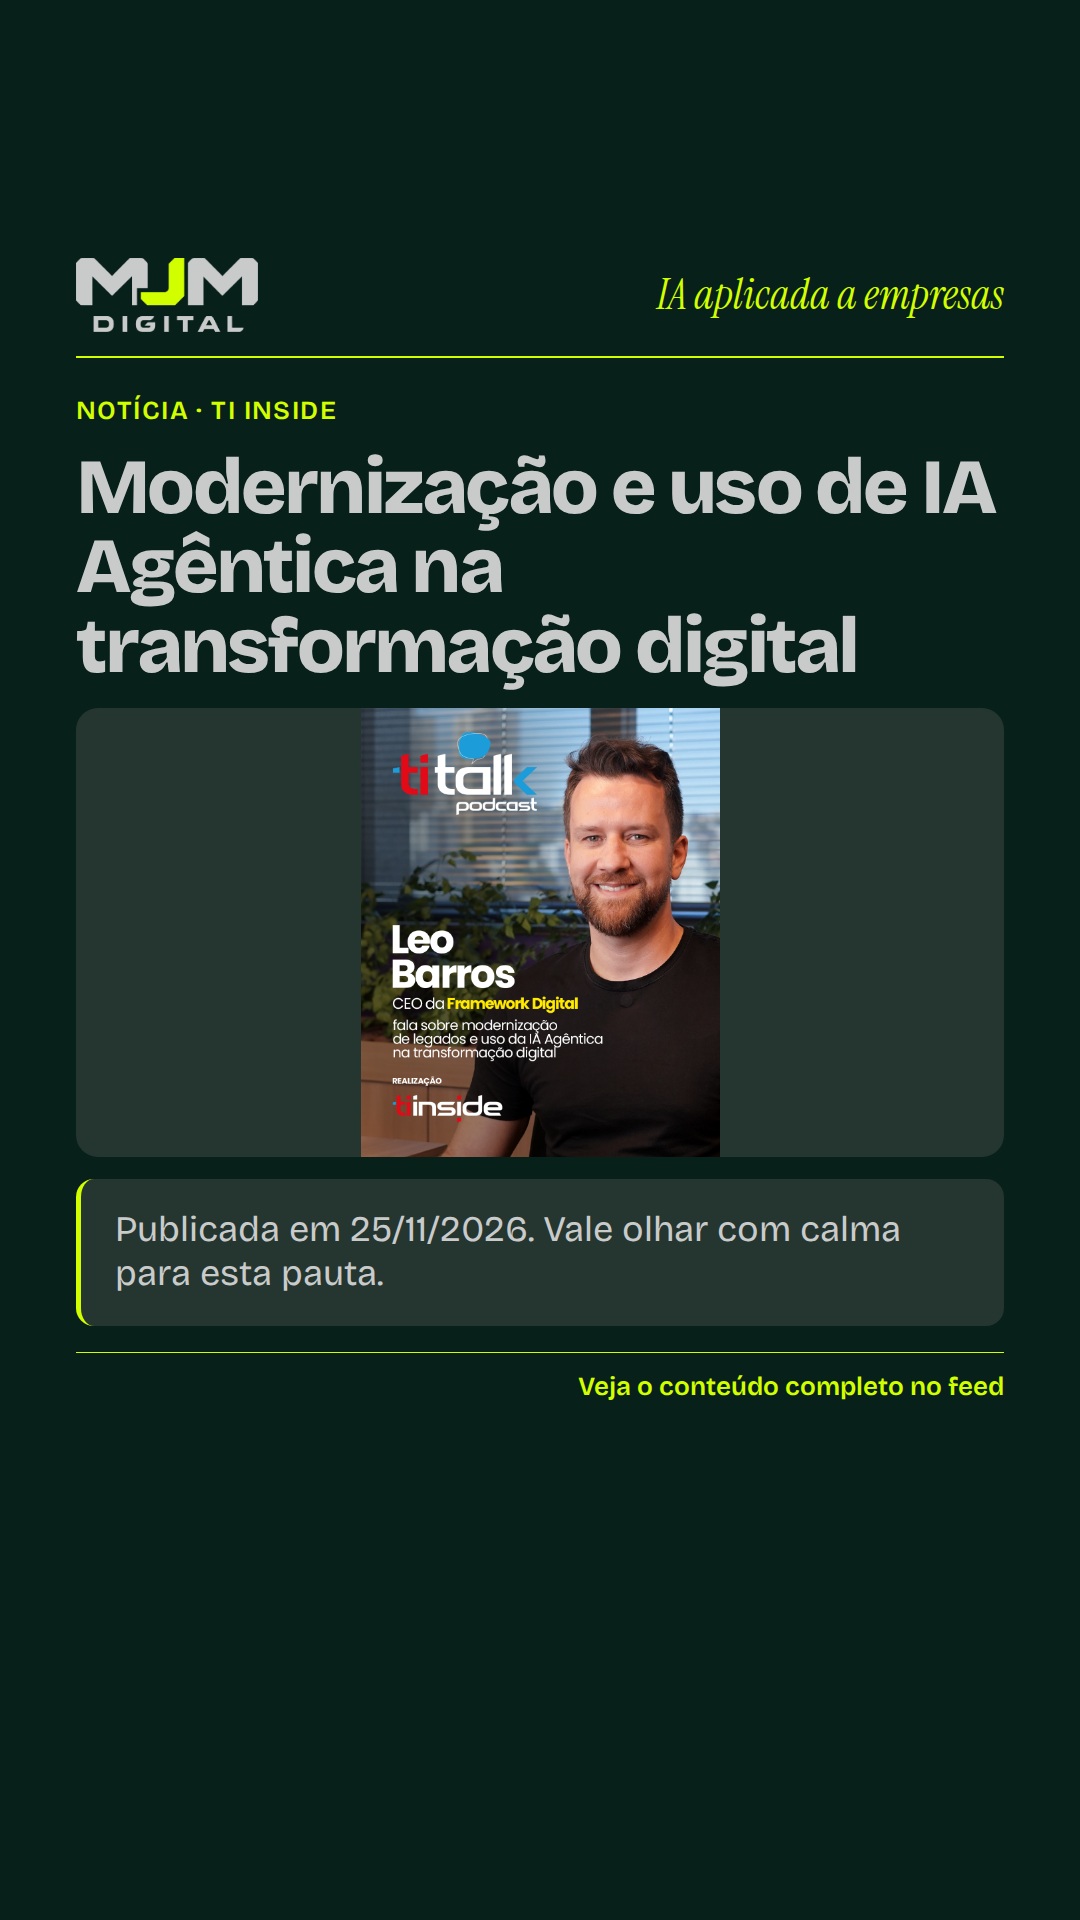 MJM
DIGITAL
IA aplicada a empresas
NOTÍCIA · TI INSIDE
Modernização e uso de IA
Agêntica na
transformação digital
ti talk
podcast
Leo
Barros
CEO da Framework Digital
fala sobre modernização
de legados e uso da IA Agêntica
na transformação digital
REALIZAÇÃO
tiinside
Publicada em 25/11/2026. Vale olhar com calma
para esta pauta.
Veja o conteúdo completo no feed